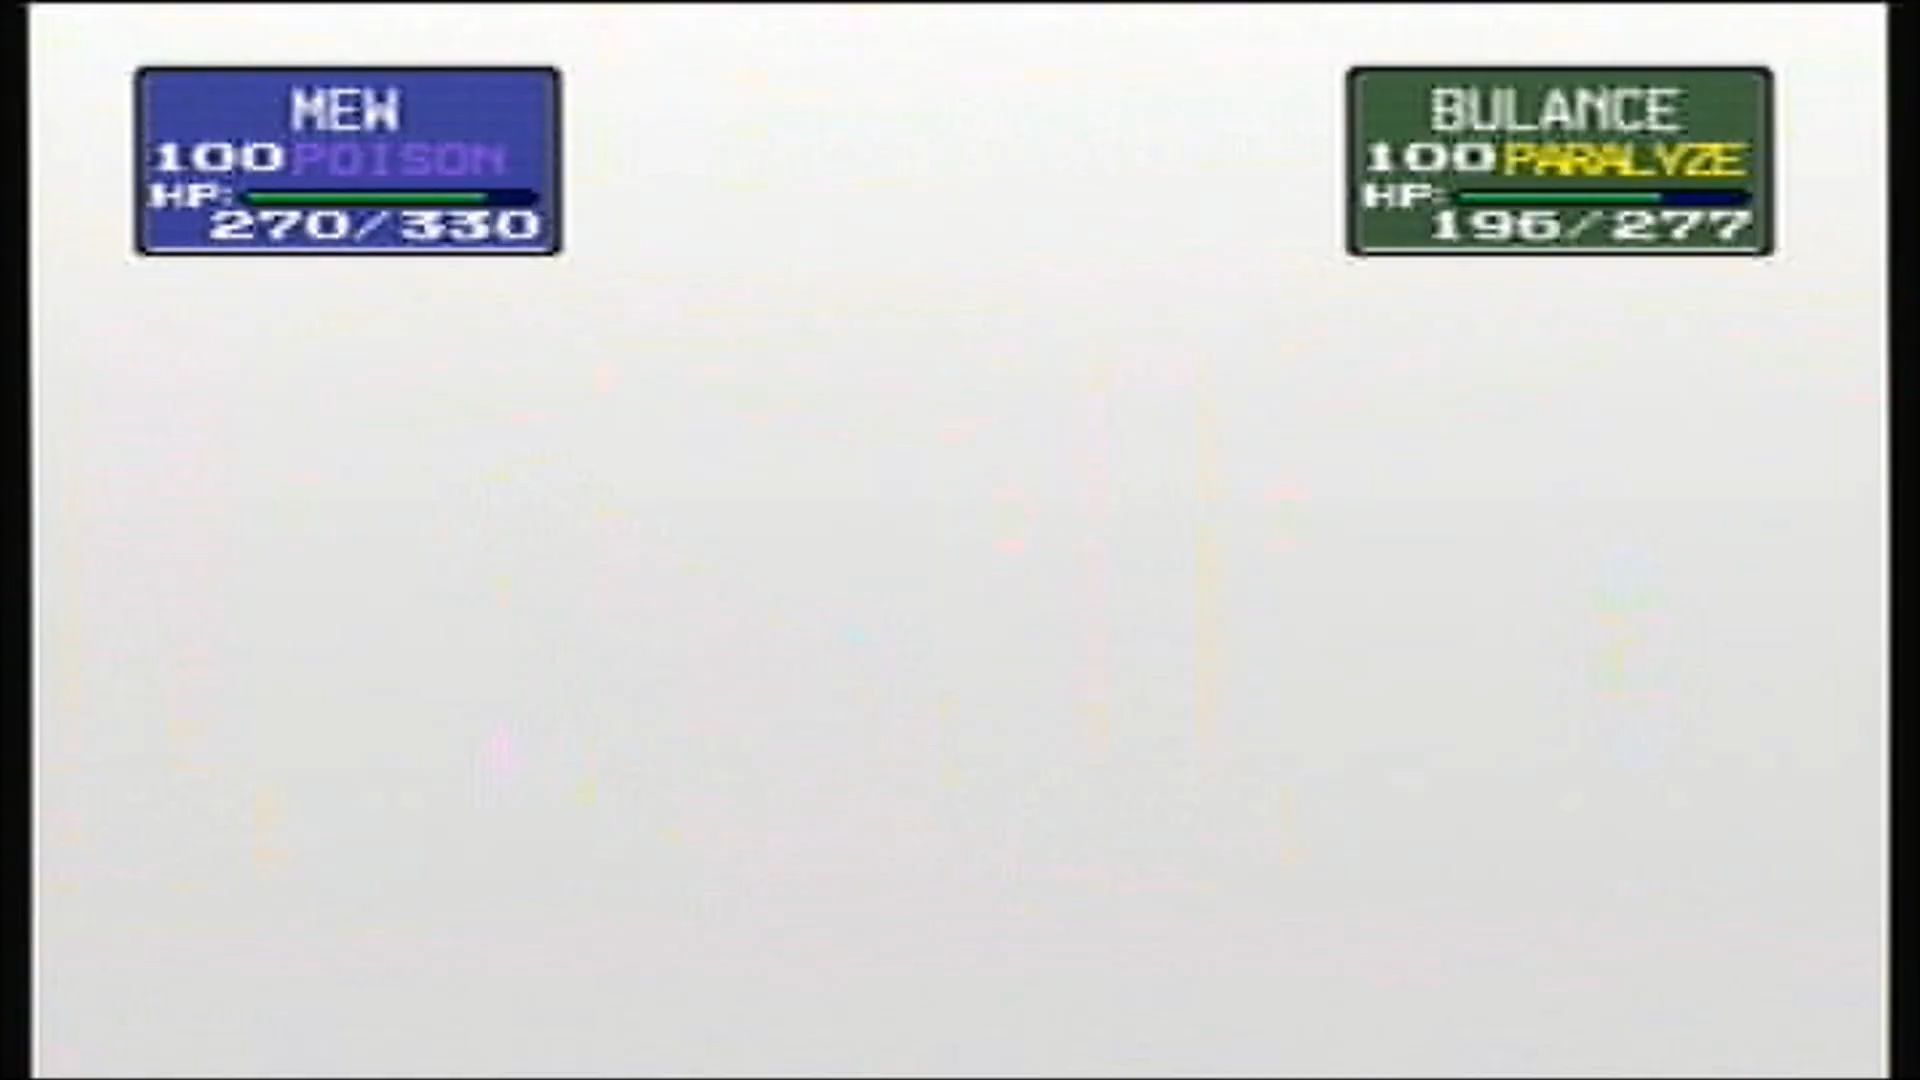 MEW
100 POISON
HP:
270/330
BULANCE
100 PARALYZE
HP:
196/277